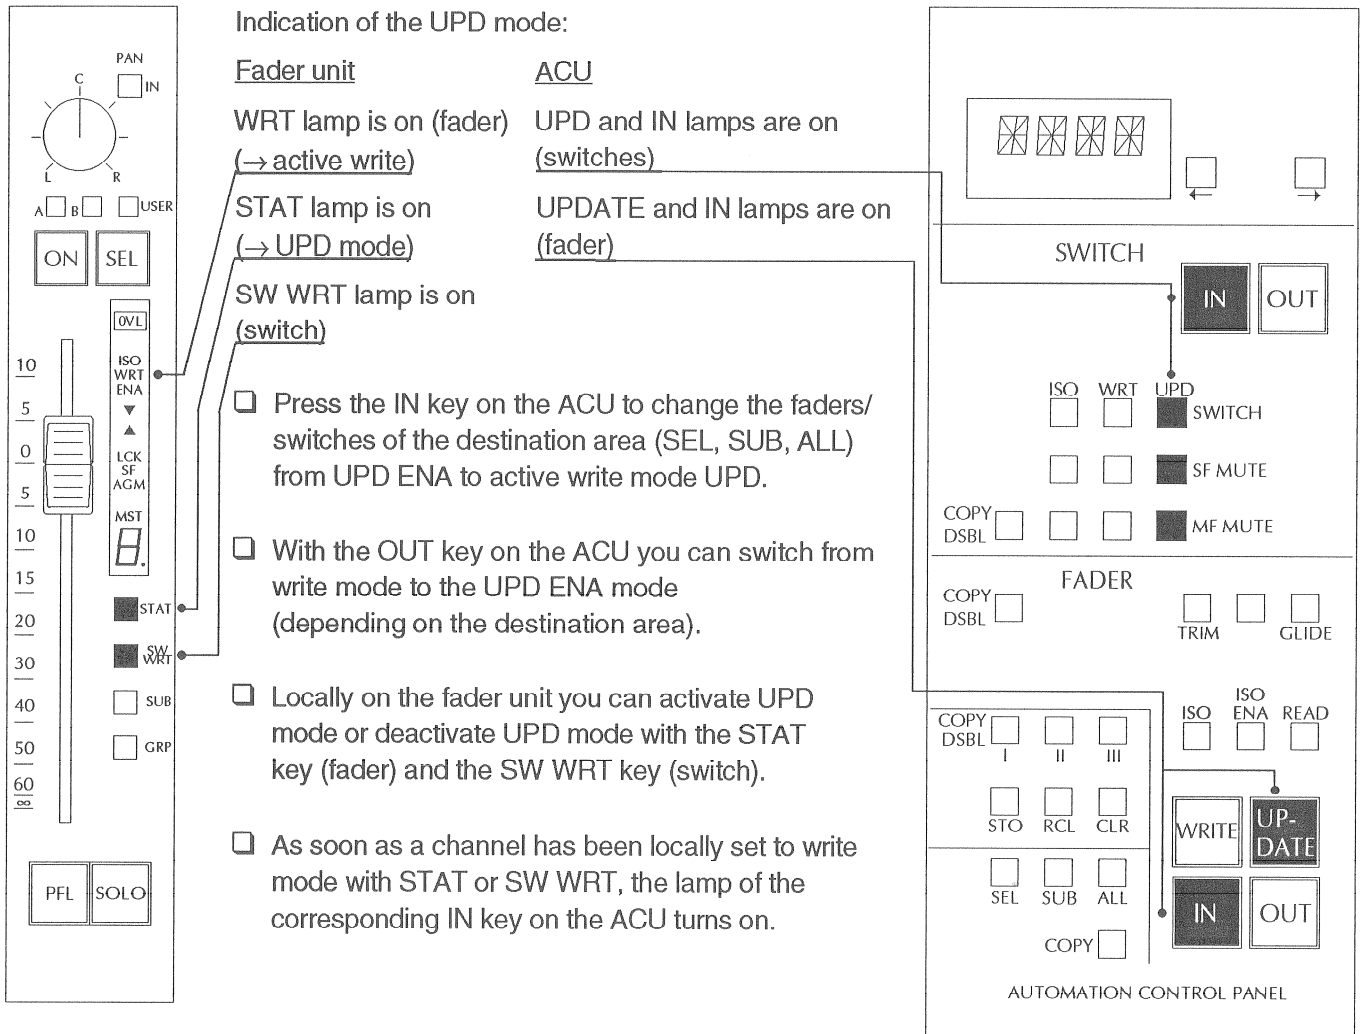 Indication of the UPD mode:
Fader unit
ACU
WRT lamp is on (fader)
(→ active write)
UPD and IN lamps are on
(switches)
STAT lamp is on
(→ UPD mode)
UPDATE and IN lamps are on
(fader)
SW WRT lamp is on
(switch)
❑ Press the IN key on the ACU to change the faders/
switches of the destination area (SEL, SUB, ALL)
from UPD ENA to active write mode UPD.
❑ With the OUT key on the ACU you can switch from
write mode to the UPD ENA mode
(depending on the destination area).
❑ Locally on the fader unit you can activate UPD
mode or deactivate UPD mode with the STAT
key (fader) and the SW WRT key (switch).
❑ As soon as a channel has been locally set to write
mode with STAT or SW WRT, the lamp of the
corresponding IN key on the ACU turns on.
PAN
C
IN
L R
A B USER
ON SEL
OVL
ISO
WRT
ENA
▼
▲
LCK
SF
AGM
MST
8.
10
5
0
5
10
15
20
30
40
50
60
∞
STAT
SW
WRT
SUB
GRP
PFL SOLO
← →
SWITCH
IN OUT
ISO WRT UPD
SWITCH
SF MUTE
COPY
DSBL
MF MUTE
FADER
COPY
DSBL
TRIM GLIDE
COPY
DSBL
I II III
STO RCL CLR
SEL SUB ALL
COPY
ISO
ISO
ENA
READ
WRITE
UP-
DATE
IN OUT
AUTOMATION CONTROL PANEL